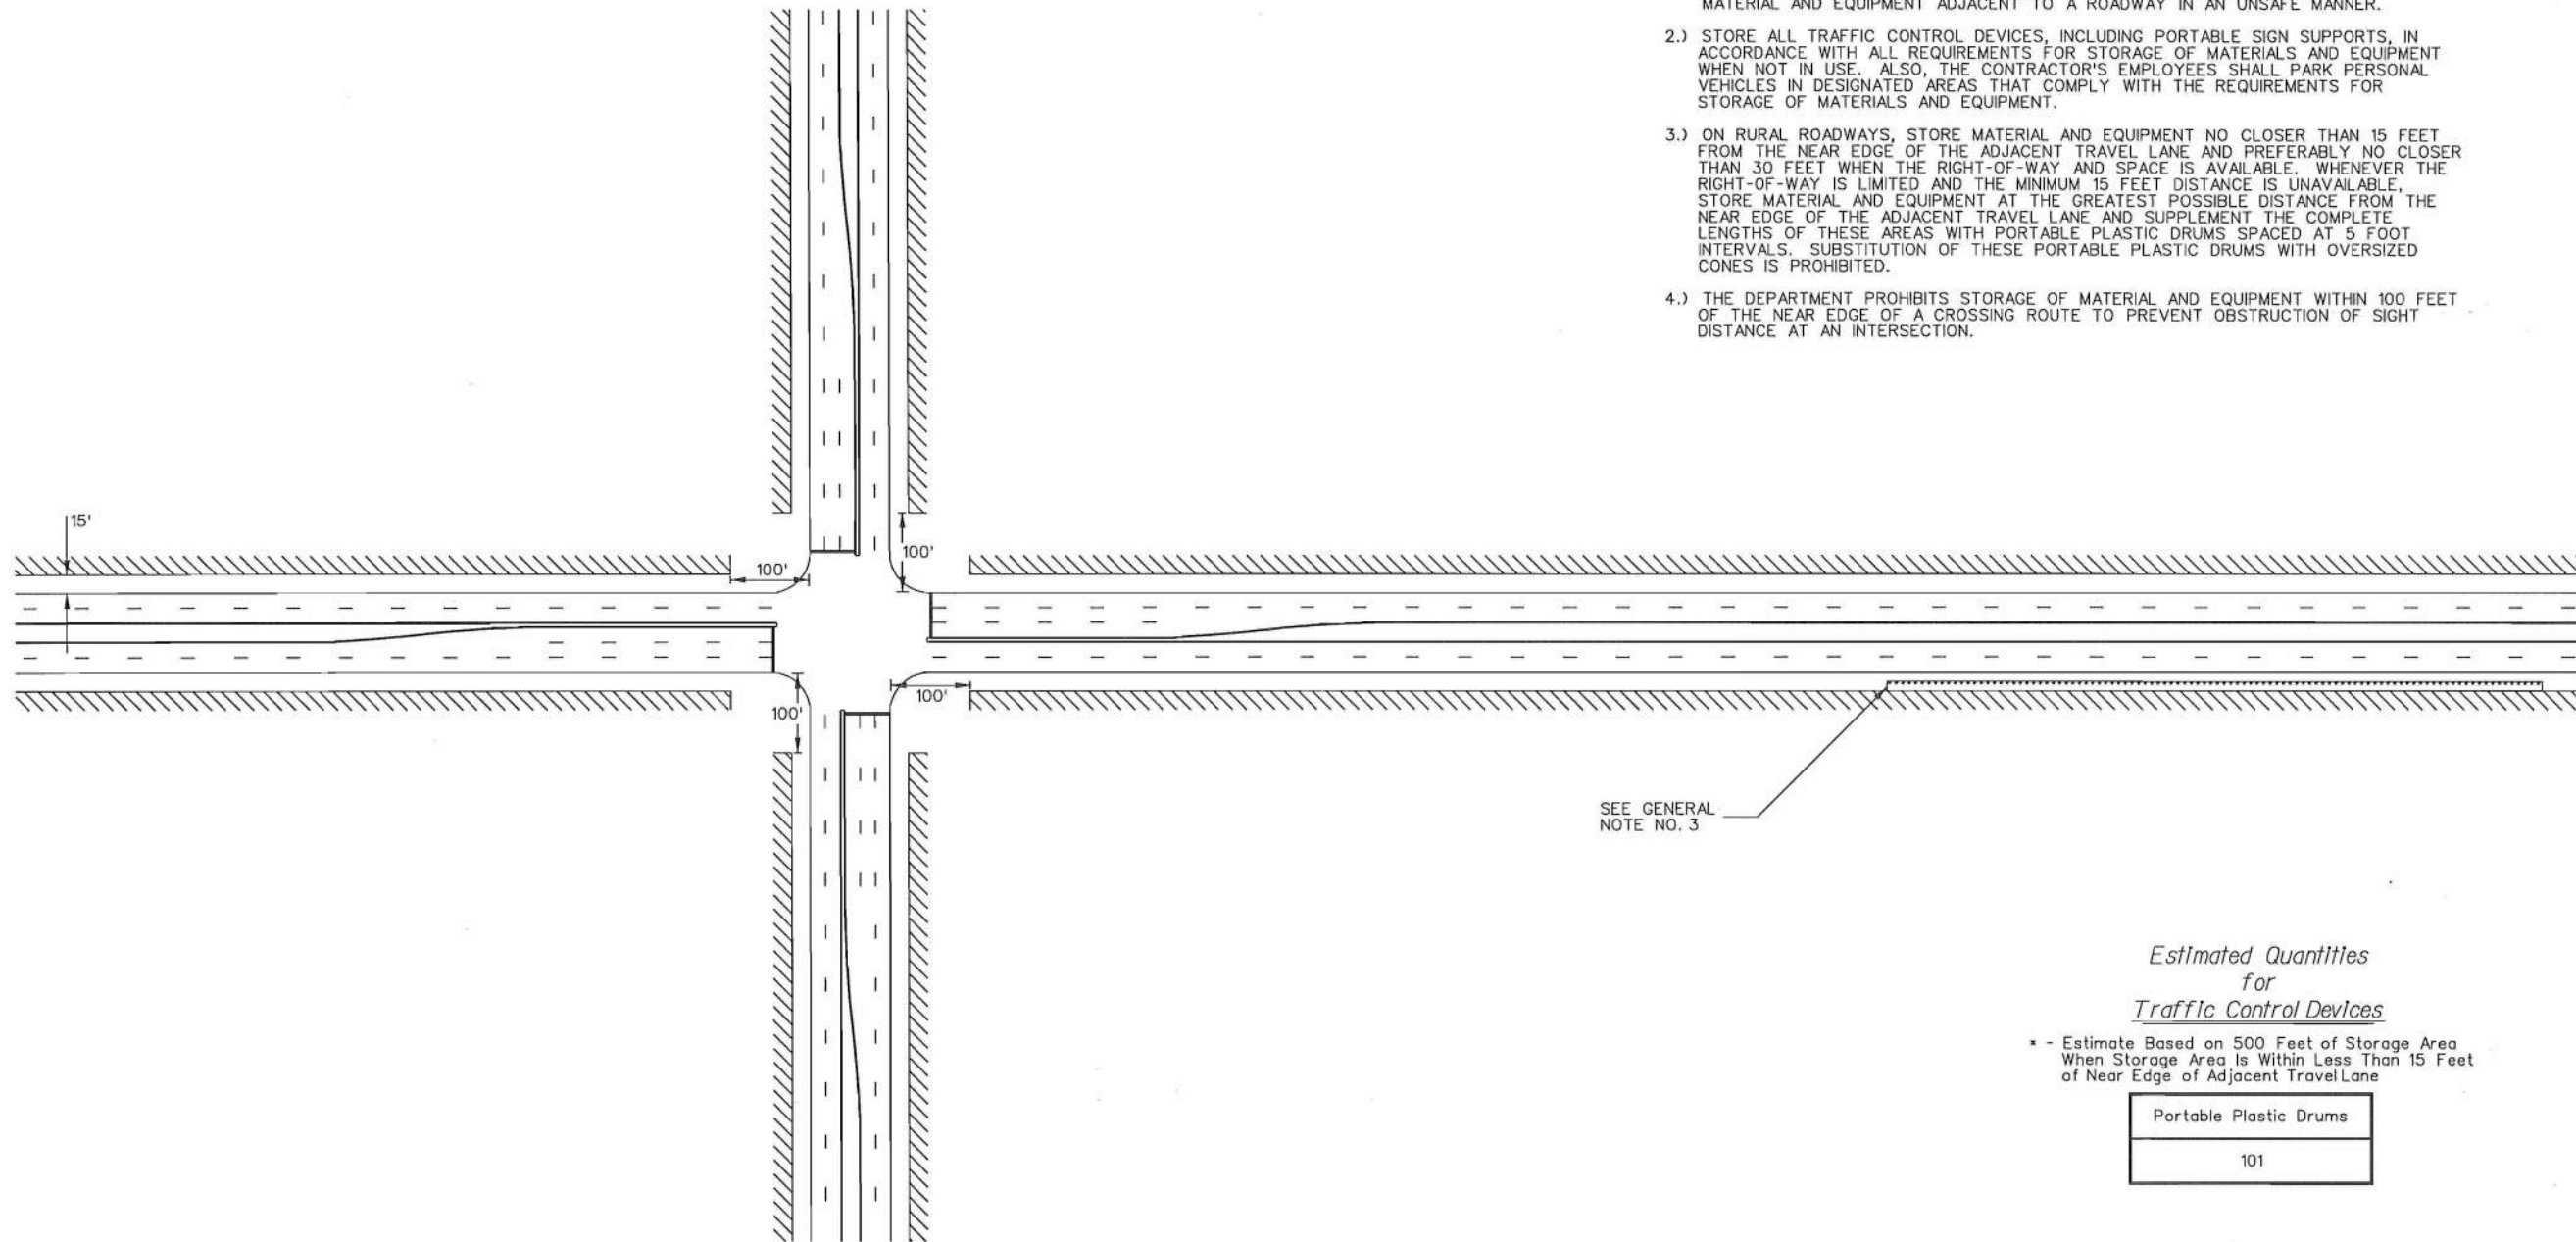 MATERIAL AND EQUIPMENT ADJACENT TO A ROADWAY IN AN UNSAFE MANNER.
2.) STORE ALL TRAFFIC CONTROL DEVICES, INCLUDING PORTABLE SIGN SUPPORTS, IN
ACCORDANCE WITH ALL REQUIREMENTS FOR STORAGE OF MATERIALS AND EQUIPMENT
WHEN NOT IN USE. ALSO, THE CONTRACTOR'S EMPLOYEES SHALL PARK PERSONAL
VEHICLES IN DESIGNATED AREAS THAT COMPLY WITH THE REQUIREMENTS FOR
STORAGE OF MATERIALS AND EQUIPMENT.
3.) ON RURAL ROADWAYS, STORE MATERIAL AND EQUIPMENT NO CLOSER THAN 15 FEET
FROM THE NEAR EDGE OF THE ADJACENT TRAVEL LANE AND PREFERABLY NO CLOSER
THAN 30 FEET WHEN THE RIGHT-OF-WAY AND SPACE IS AVAILABLE. WHENEVER THE
RIGHT-OF-WAY IS LIMITED AND THE MINIMUM 15 FEET DISTANCE IS UNAVAILABLE,
STORE MATERIAL AND EQUIPMENT AT THE GREATEST POSSIBLE DISTANCE FROM THE
NEAR EDGE OF THE ADJACENT TRAVEL LANE AND SUPPLEMENT THE COMPLETE
LENGTHS OF THESE AREAS WITH PORTABLE PLASTIC DRUMS SPACED AT 5 FOOT
INTERVALS. SUBSTITUTION OF THESE PORTABLE PLASTIC DRUMS WITH OVERSIZED
CONES IS PROHIBITED.
4.) THE DEPARTMENT PROHIBITS STORAGE OF MATERIAL AND EQUIPMENT WITHIN 100 FEET
OF THE NEAR EDGE OF A CROSSING ROUTE TO PREVENT OBSTRUCTION OF SIGHT
DISTANCE AT AN INTERSECTION.
15'
100'
100'
100'
100'
SEE GENERAL
NOTE NO. 3
Estimated Quantities
for
Traffic Control Devices
* - Estimate Based on 500 Feet of Storage Area
When Storage Area Is Within Less Than 15 Feet
of Near Edge of Adjacent Travel Lane
Portable Plastic Drums
101